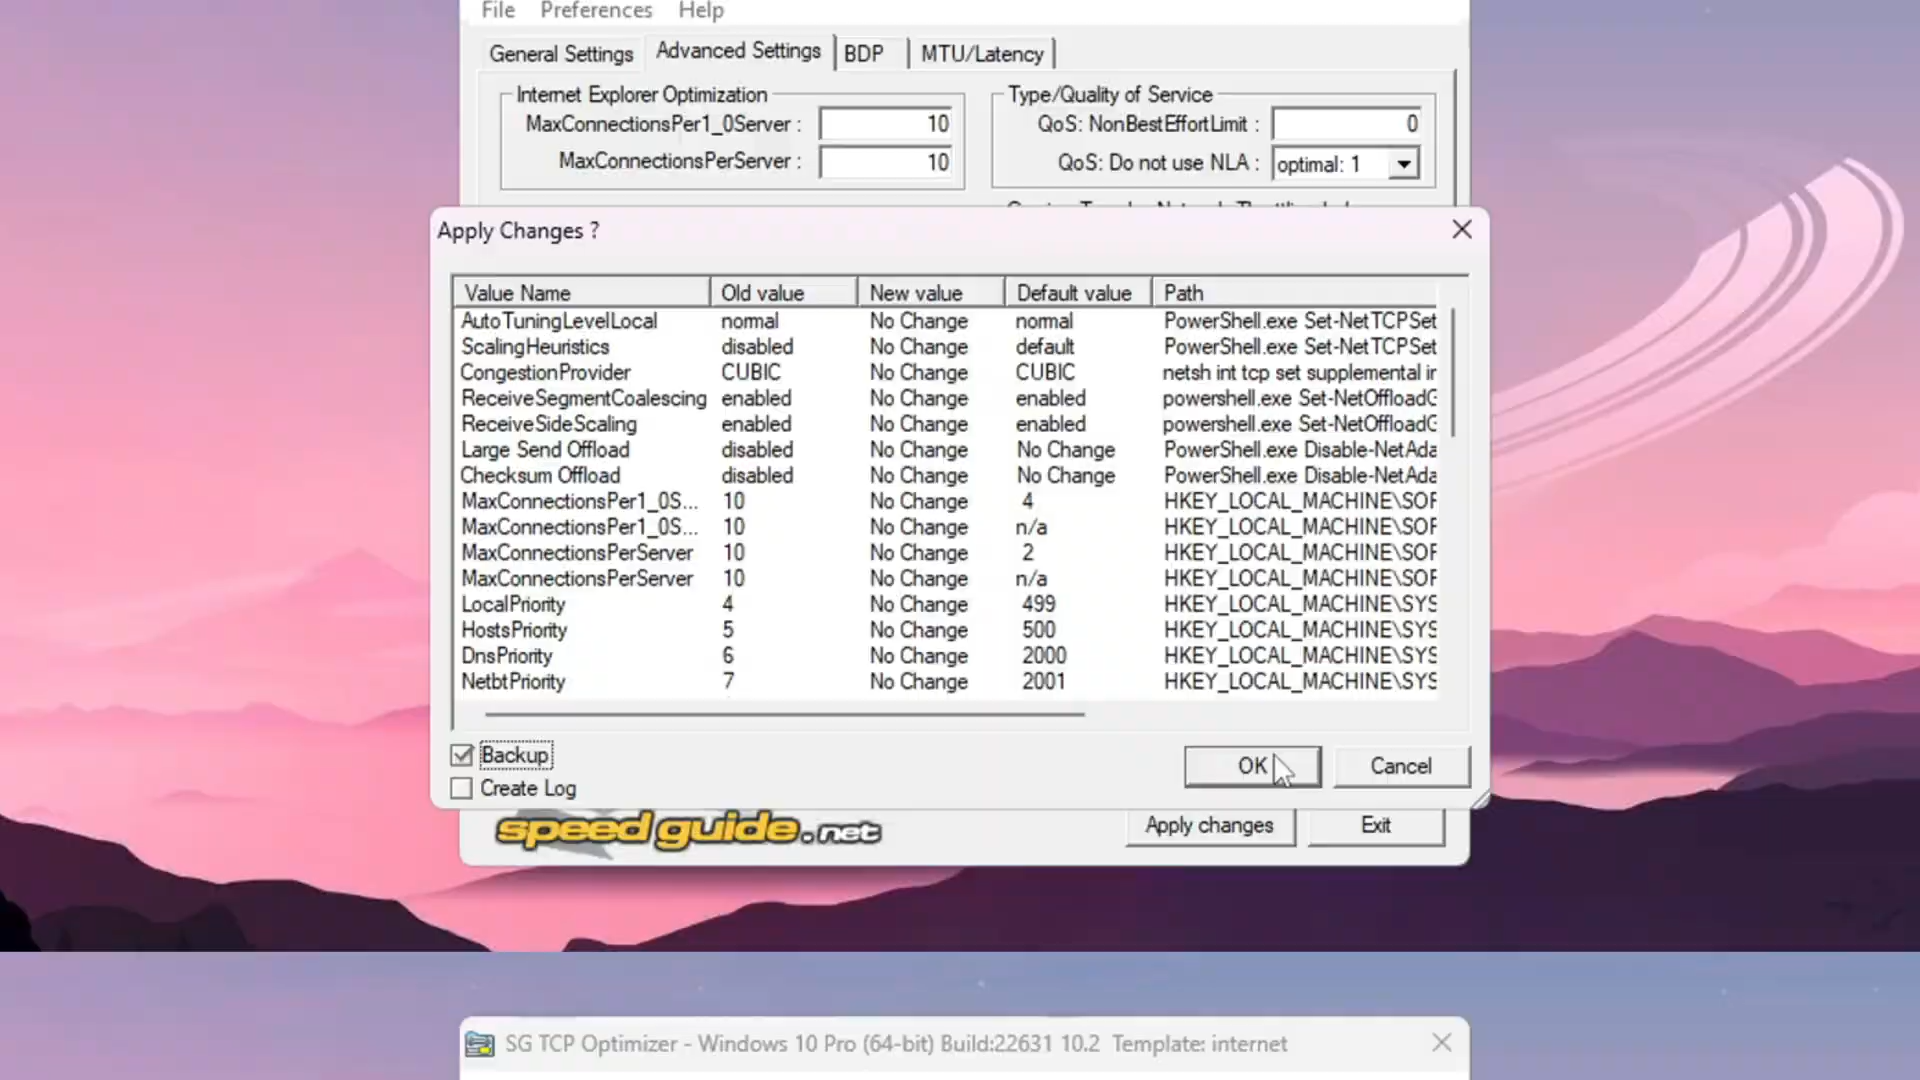 File Preferences Help
General Settings Advanced Settings BDP MTU/Latency
Internet Explorer Optimization
MaxConnectionsPer1_0Server : 10
MaxConnectionsPerServer : 10
Type/Quality of Service
QoS: NonBestEffortLimit : 0
QoS: Do not use NLA : optimal: 1
Apply Changes ?
Value Name Old value New value Default value Path
AutoTuningLevelLocal normal No Change normal PowerShell.exe Set-NetTCPSet
ScalingHeuristics disabled No Change default PowerShell.exe Set-NetTCPSet
CongestionProvider CUBIC No Change CUBIC netsh int tcp set supplemental in
ReceiveSegmentCoalescing enabled No Change enabled powershell.exe Set-NetOffloadG
ReceiveSideScaling enabled No Change enabled powershell.exe Set-NetOffloadG
Large Send Offload disabled No Change No Change PowerShell.exe Disable-NetAda
Checksum Offload disabled No Change No Change PowerShell.exe Disable-NetAda
MaxConnectionsPer1_0S... 10 No Change 4 HKEY_LOCAL_MACHINE\SOF
MaxConnectionsPer1_0S... 10 No Change n/a HKEY_LOCAL_MACHINE\SOF
MaxConnectionsPerServer 10 No Change 2 HKEY_LOCAL_MACHINE\SOF
MaxConnectionsPerServer 10 No Change n/a HKEY_LOCAL_MACHINE\SOF
LocalPriority 4 No Change 499 HKEY_LOCAL_MACHINE\SYS
HostsPriority 5 No Change 500 HKEY_LOCAL_MACHINE\SYS
DnsPriority 6 No Change 2000 HKEY_LOCAL_MACHINE\SYS
NetbtPriority 7 No Change 2001 HKEY_LOCAL_MACHINE\SYS
Backup
Create Log
OK Cancel
speed guide.net
Apply changes Exit
SG TCP Optimizer - Windows 10 Pro (64-bit) Build:22631 10.2 Template: internet